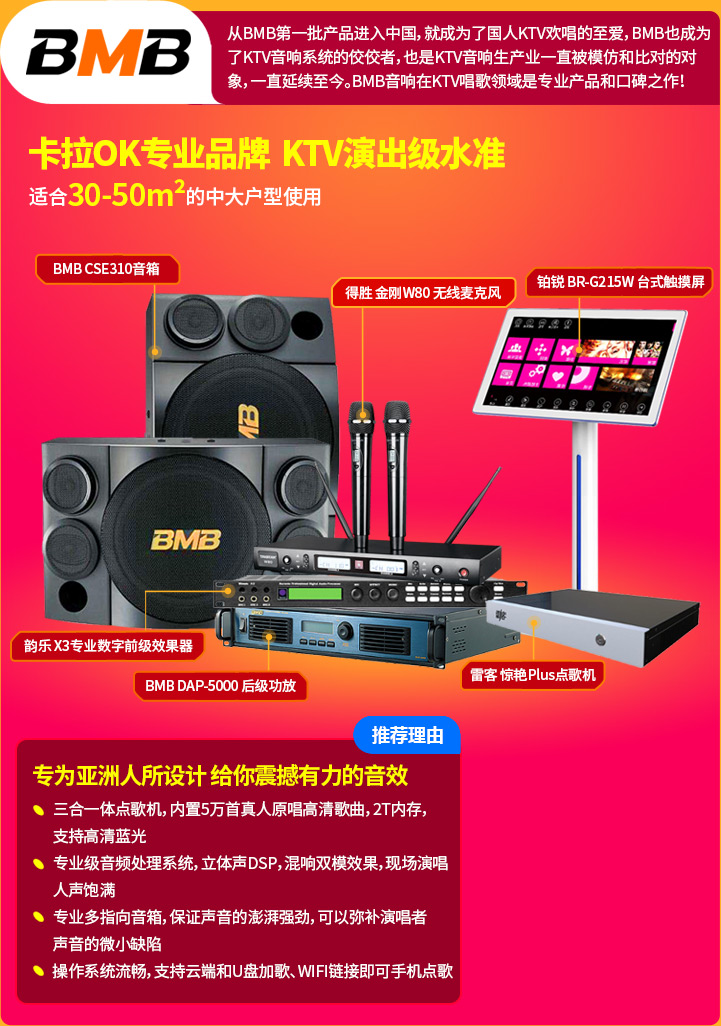 BMB
从BMB第一批产品进入中国，就成为了国人KTV欢唱的至爱，BMB也成为
了KTV音响系统的佼佼者，也是KTV音响生产业一直被模仿和比对的对
象，一直延续至今。BMB音响在KTV唱歌领域是专业产品和口碑之作！
卡拉OK专业品牌 KTV演出级水准
适合30-50m²的中大户型使用
BMB CSE310音箱
得胜 金刚W80 无线麦克风
铂锐 BR-G215W 台式触摸屏
BMB
BMB
韵乐 X3专业数字前级效果器
BMB DAP-5000 后级功放
雷客 惊艳Plus点歌机
推荐理由
专为亚洲人所设计 给你震撼有力的音效
三合一体点歌机，内置5万首真人原唱高清歌曲，2T内存，
支持高清蓝光
专业级音频处理系统，立体声DSP，混响双模效果，现场演唱
人声饱满
专业多指向音箱，保证声音的澎湃强劲，可以弥补演唱者
声音的微小缺陷
操作系统流畅，支持云端和U盘加歌、WIFI链接即可手机点歌